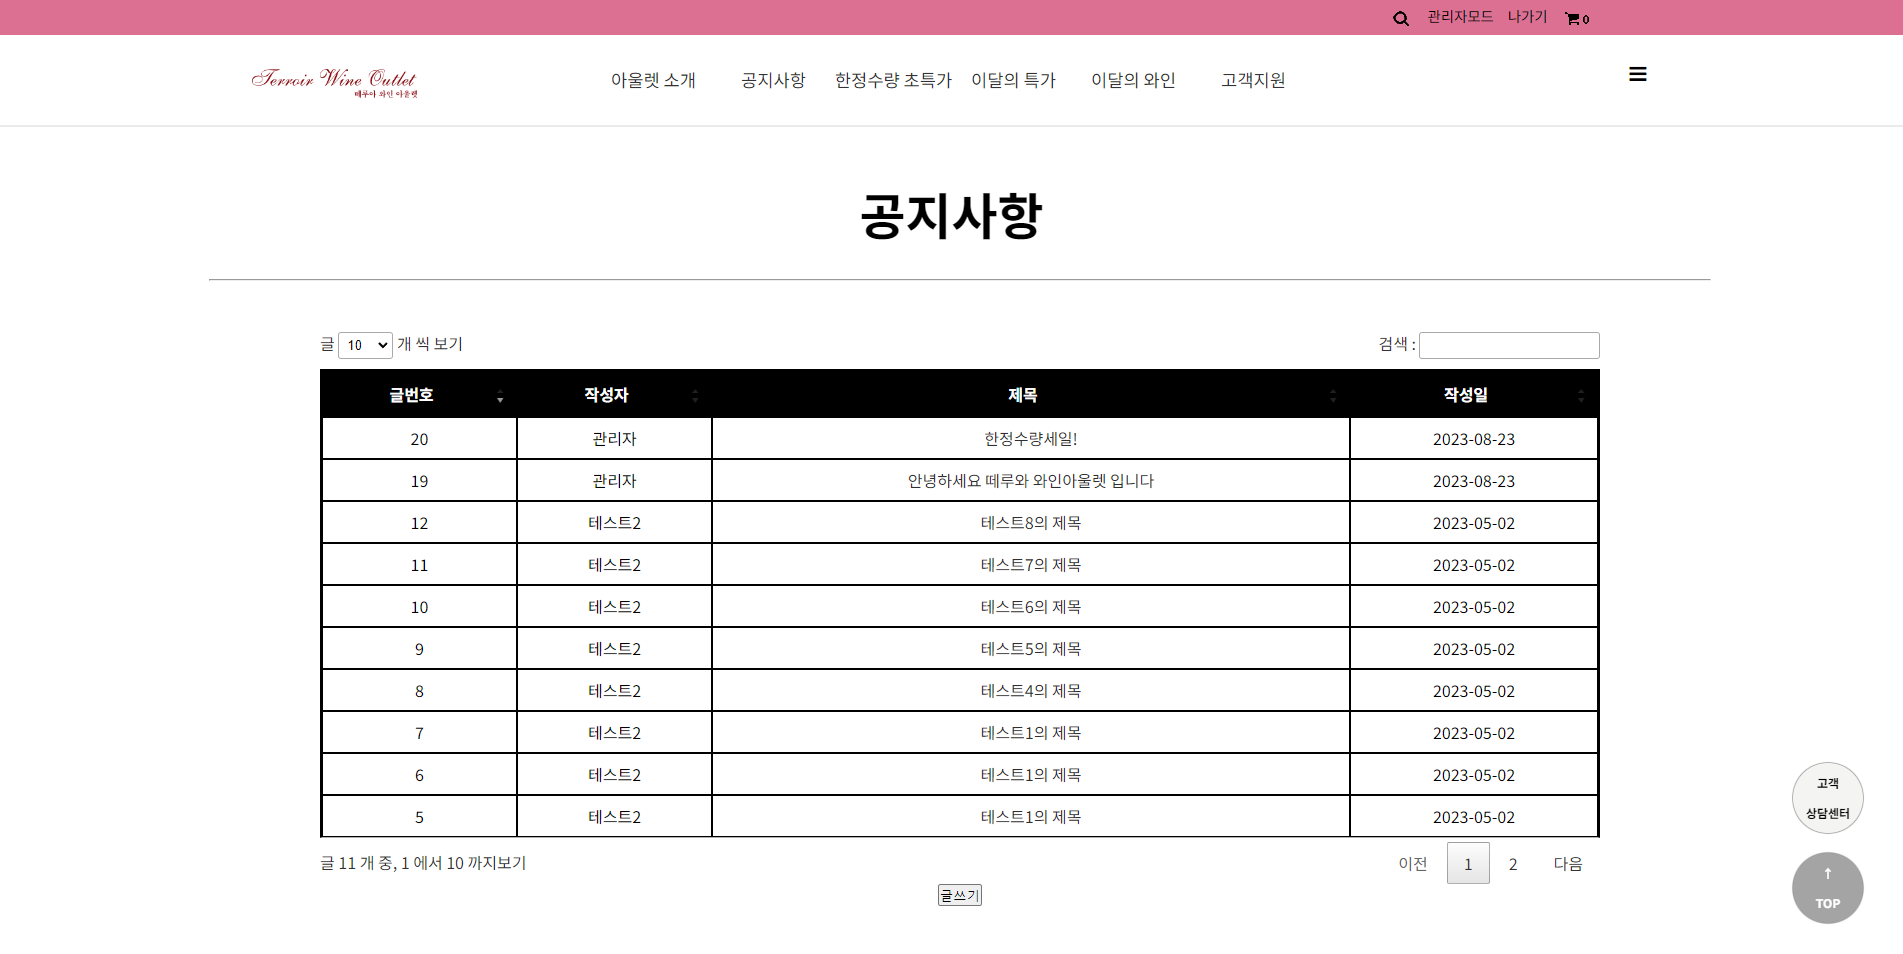 관리자모드 나가기 0
Terroir Wine Outlet
떼루아 와인 아울렛
아울렛 소개 공지사항 한정수량 초특가 이달의 특가 이달의 와인 고객지원
공지사항
글 10 개 씩 보기 검색 :
글번호 작성자 제목 작성일
20 관리자 한정수량세일! 2023-08-23
19 관리자 안녕하세요 떼루와 와인아울렛 입니다 2023-08-23
12 테스트2 테스트8의 제목 2023-05-02
11 테스트2 테스트7의 제목 2023-05-02
10 테스트2 테스트6의 제목 2023-05-02
9 테스트2 테스트5의 제목 2023-05-02
8 테스트2 테스트4의 제목 2023-05-02
7 테스트2 테스트1의 제목 2023-05-02
6 테스트2 테스트1의 제목 2023-05-02
5 테스트2 테스트1의 제목 2023-05-02
글 11 개 중, 1 에서 10 까지보기 이전 1 2 다음
글쓰기
고객
상담센터
↑
TOP